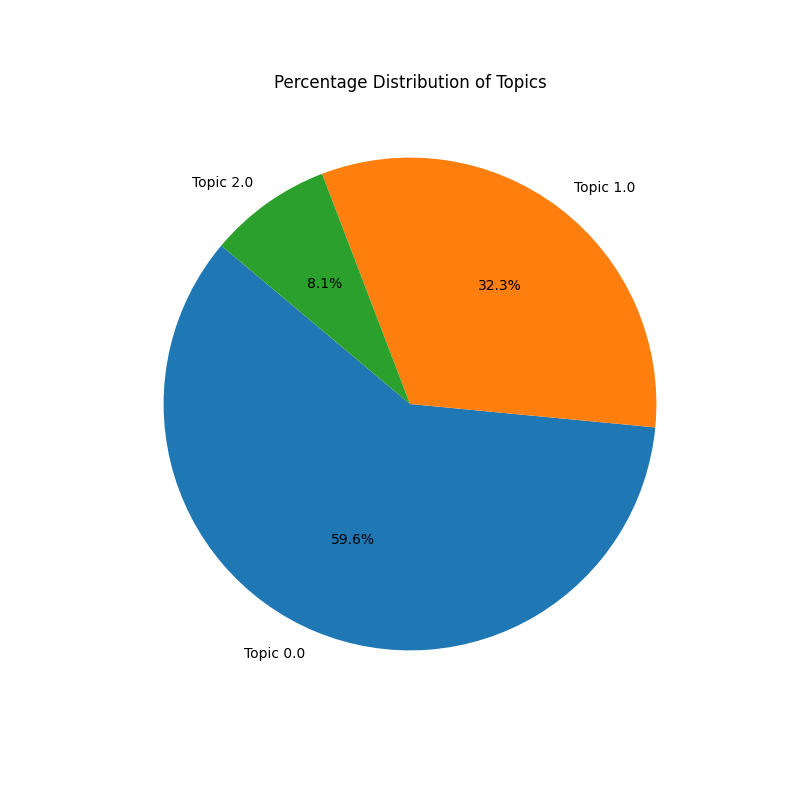 Percentage Distribution of Topics
Topic 2.0
Topic 1.0
8.1%
32.3%
59.6%
Topic 0.0